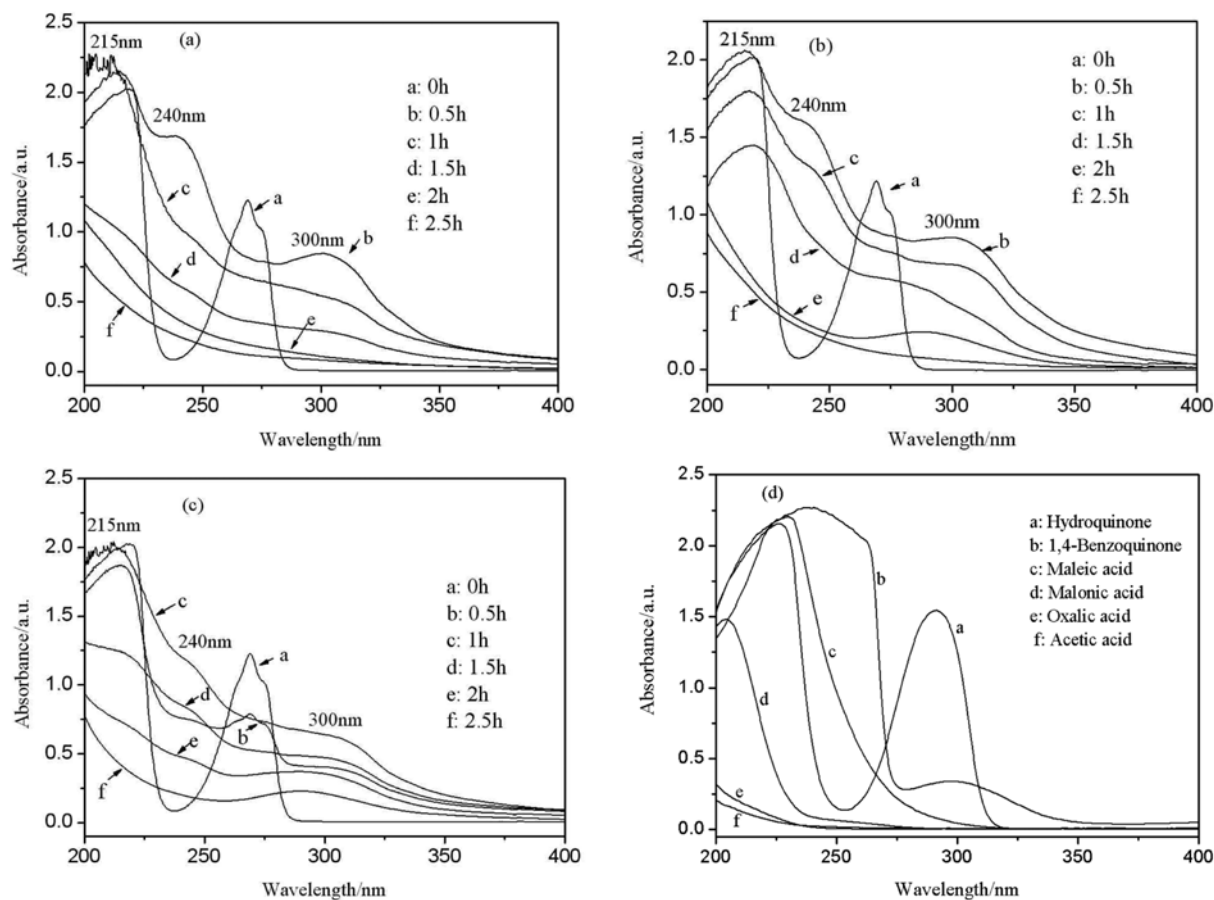 (a)
215nm
240nm
300nm
a: 0h
b: 0.5h
c: 1h
d: 1.5h
e: 2h
f: 2.5h
a
b
c
d
e
f
2.5
2.0
1.5
1.0
0.5
0.0
Absorbance/a.u.
200 250 300 350 400
Wavelength/nm
(b)
215nm
240nm
300nm
a: 0h
b: 0.5h
c: 1h
d: 1.5h
e: 2h
f: 2.5h
a
b
c
d
e
f
2.0
1.5
1.0
0.5
0.0
Absorbance/a.u.
200 250 300 350 400
Wavelength/nm
(c)
215nm
240nm
300nm
a: 0h
b: 0.5h
c: 1h
d: 1.5h
e: 2h
f: 2.5h
a
b
c
d
e
f
2.5
2.0
1.5
1.0
0.5
0.0
Absorbance/a.u.
200 250 300 350 400
Wavelength/nm
(d)
a: Hydroquinone
b: 1,4-Benzoquinone
c: Maleic acid
d: Malonic acid
e: Oxalic acid
f: Acetic acid
a
b
c
d
e
f
2.5
2.0
1.5
1.0
0.5
0.0
Absorbance/a.u.
200 250 300 350 400
Wavelength/nm